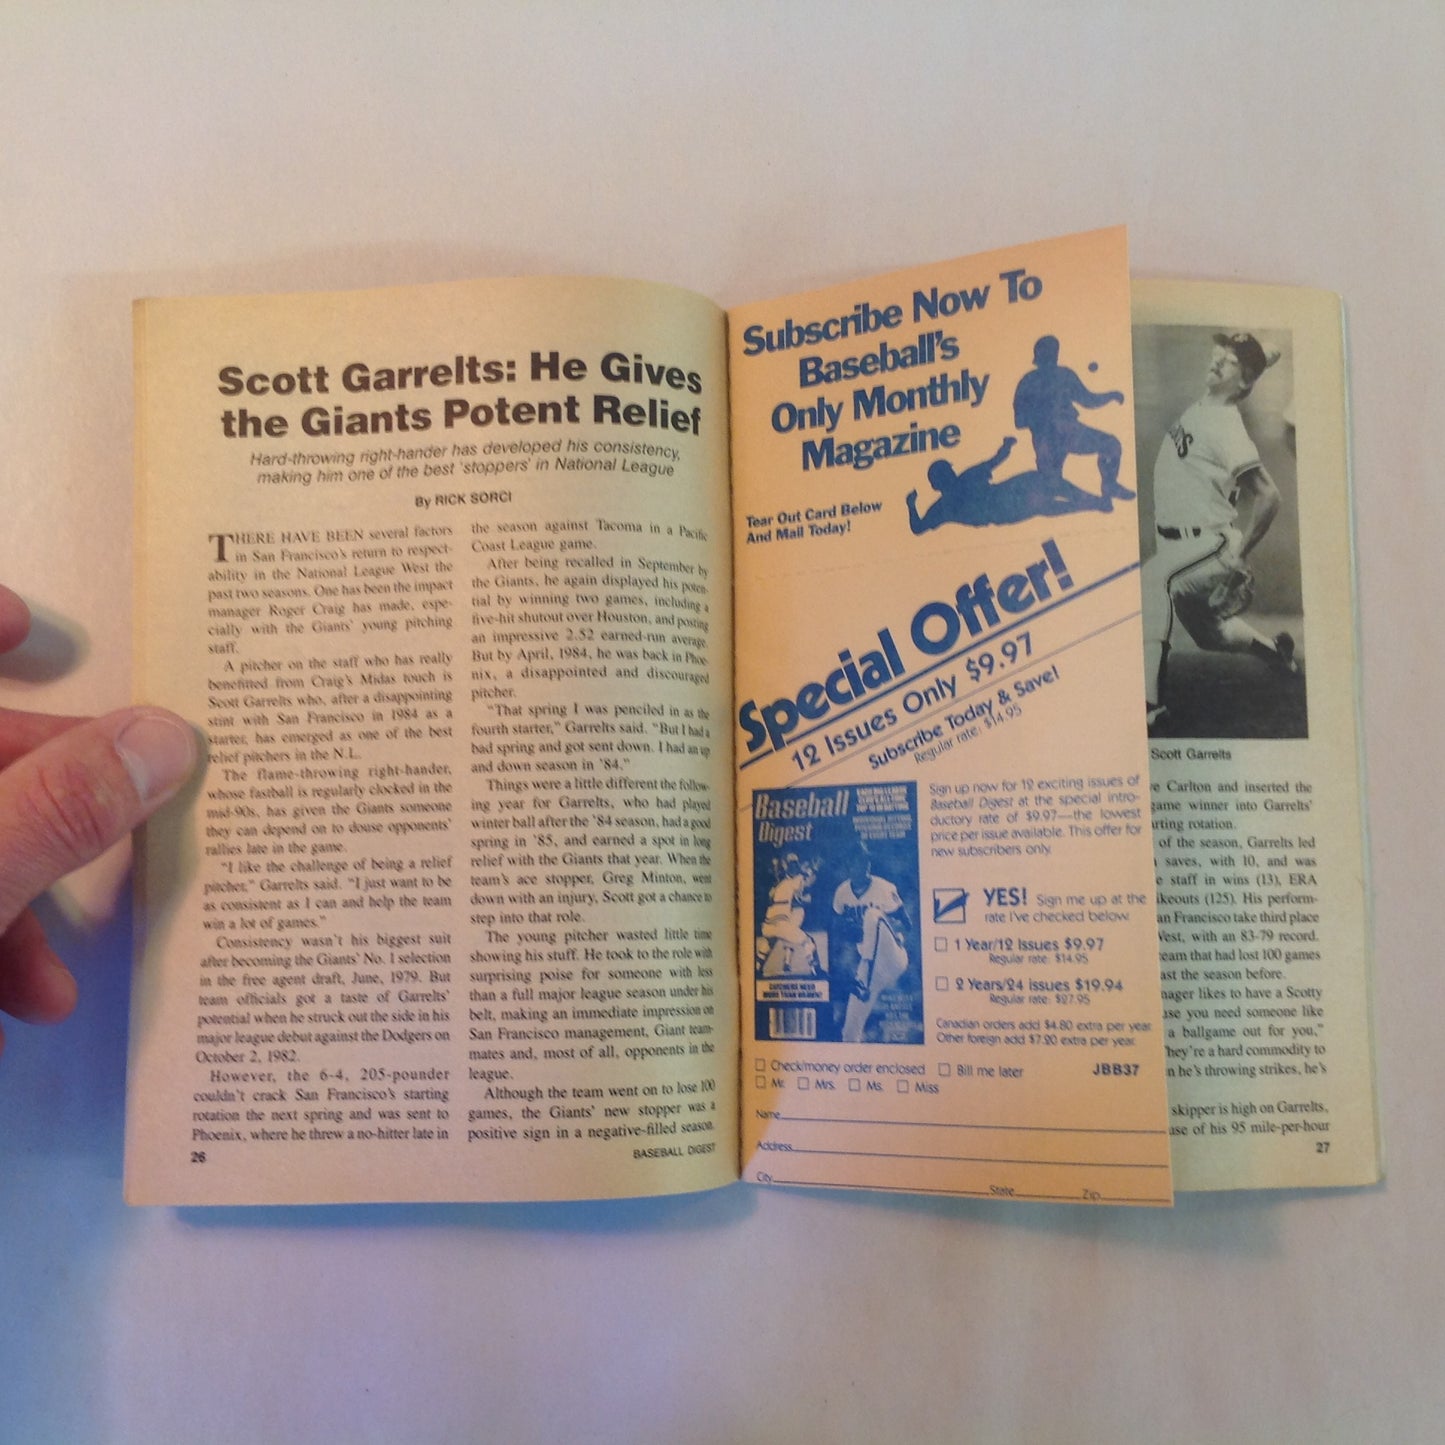 Scott Garrelts: He Gives
the Giants Potent Relief
Hard-throwing right-hander has developed his consistency,
making him one of the best 'stoppers' in National League
By RICK SORCI
THERE HAVE BEEN several factors
in San Francisco's return to respect-
ability in the National League West the
past two seasons. One has been the impact
manager Roger Craig has made, espe-
cially with the Giants' young pitching
staff.
A pitcher on the staff who has really
benefitted from Craig's Midas touch is
Scott Garrelts who, after a disappointing
stint with San Francisco in 1984 as a
starter, has emerged as one of the best
relief pitchers in the N.L.
The flame-throwing right-hander,
whose fastball is regularly clocked in the
mid-90s, has given the Giants someone
they can depend on to douse opponents'
rallies late in the game.
"I like the challenge of being a relief
pitcher," Garrelts said. "I just want to be
as consistent as I can and help the team
win a lot of games."
Consistency wasn't his biggest suit
after becoming the Giants' No. 1 selection
in the free agent draft, June, 1979. But
team officials got a taste of Garrelts'
potential when he struck out the side in his
major league debut against the Dodgers on
October 2, 1982.
However, the 6-4, 205-pounder
couldn't crack San Francisco's starting
rotation the next spring and was sent to
Phoenix, where he threw a no-hitter late in
26
the season against Tacoma in a Pacific
Coast League game.
After being recalled in September by
the Giants, he again displayed his poten-
tial by winning two games, including a
five-hit shutout over Houston, and posting
an impressive 2.52 earned-run average.
But by April, 1984, he was back in Phoe-
nix, a disappointed and discouraged
pitcher.
"That spring I was penciled in as the
fourth starter," Garrelts said. "But I had a
bad spring and got sent down. I had an up
and down season in '84."
Things were a little different the follow-
ing year for Garrelts, who had played
winter ball after the '84 season, had a good
spring in '85, and earned a spot in long
relief with the Giants that year. When the
team's ace stopper, Greg Minton, went
down with an injury, Scott got a chance to
step into that role.
The young pitcher wasted little time
showing his stuff. He took to the role with
surprising poise for someone with less
than a full major league season under his
belt, making an immediate impression on
San Francisco management, Giant team-
mates and, most of all, opponents in the
league.
Although the team went on to lose 100
games, the Giants' new stopper was a
positive sign in a negative-filled season.
BASEBALL DIGEST
Subscribe Now To
Baseball's
Only Monthly
Magazine
Tear Out Card Below
And Mail Today!
Special Offer!
12 Issues Only $9.97
Subscribe Today & Save!
Regular rate: $14.95
Baseball
Digest
CATCHERS NEED
MORE THAN MUSCLE!
Sign up now for 12 exciting issues of
Baseball Digest at the special intro-
ductory rate of $9.97—the lowest
price per issue available. This offer for
new subscribers only.
YES! Sign me up at the
rate I've checked below.
1 Year/12 Issues $9.97
Regular rate: $14.95
2 Years/24 issues $19.94
Regular rate: $27.95
Canadian orders add $4.80 extra per year.
Other foreign add $7.20 extra per year.
Check/money order enclosed Bill me later JBB37
Mr. Mrs. Ms. Miss
Name
Address
City State Zip
Scott Garrelts
Carlton and inserted the
winner into Garrelts'
rotation.
of the season, Garrelts led
saves, with 10, and was
staff in wins (13), ERA
(125). His perform-
Francisco take third place
with an 83-79 record.
that had lost 100 games
the season before.
likes to have a Scotty
you need someone like
a ballgame out for you,"
a hard commodity to
he's throwing strikes, he's
skipper is high on Garrelts,
of his 95 mile-per-hour
27